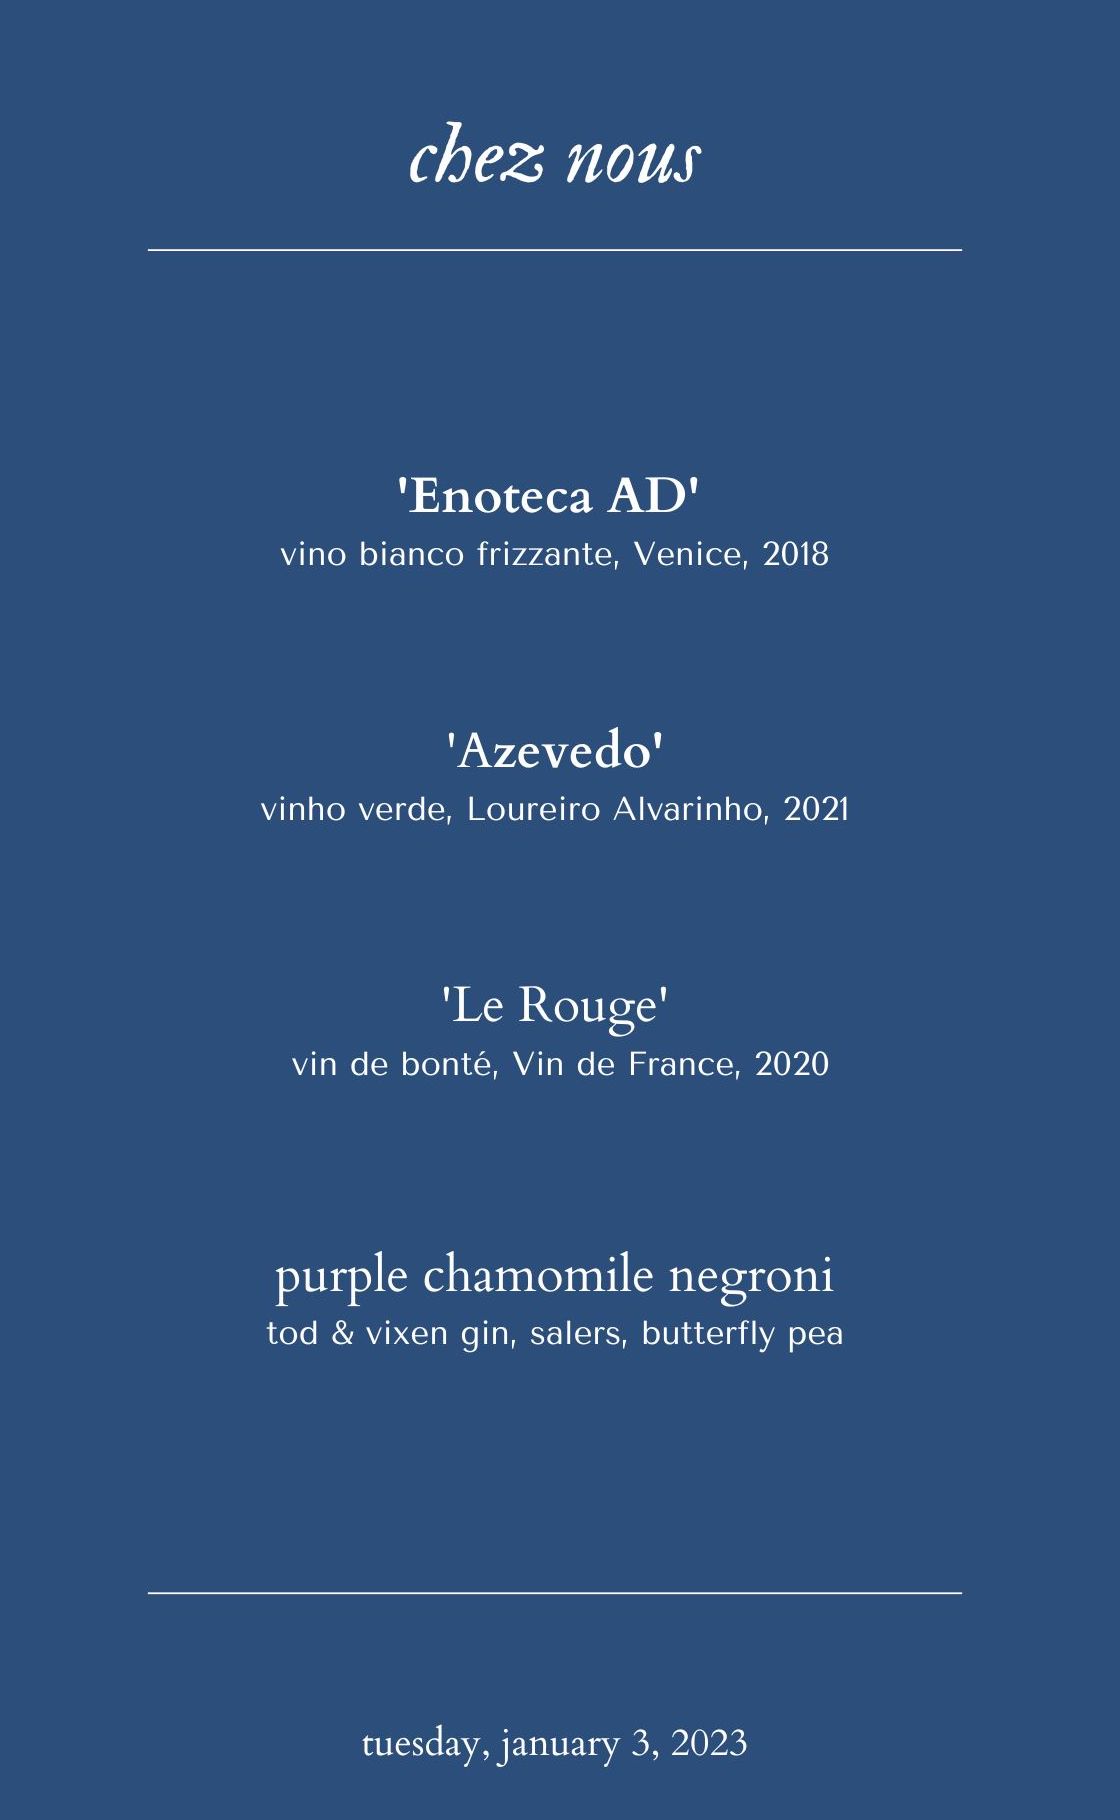 chez nous
'Enoteca AD'
vino bianco frizzante, Venice, 2018
'Azevedo'
vinho verde, Loureiro Alvarinho, 2021
'Le Rouge'
vin de bonté, Vin de France, 2020
purple chamomile negroni
tod & vixen gin, salers, butterfly pea
tuesday, january 3, 2023